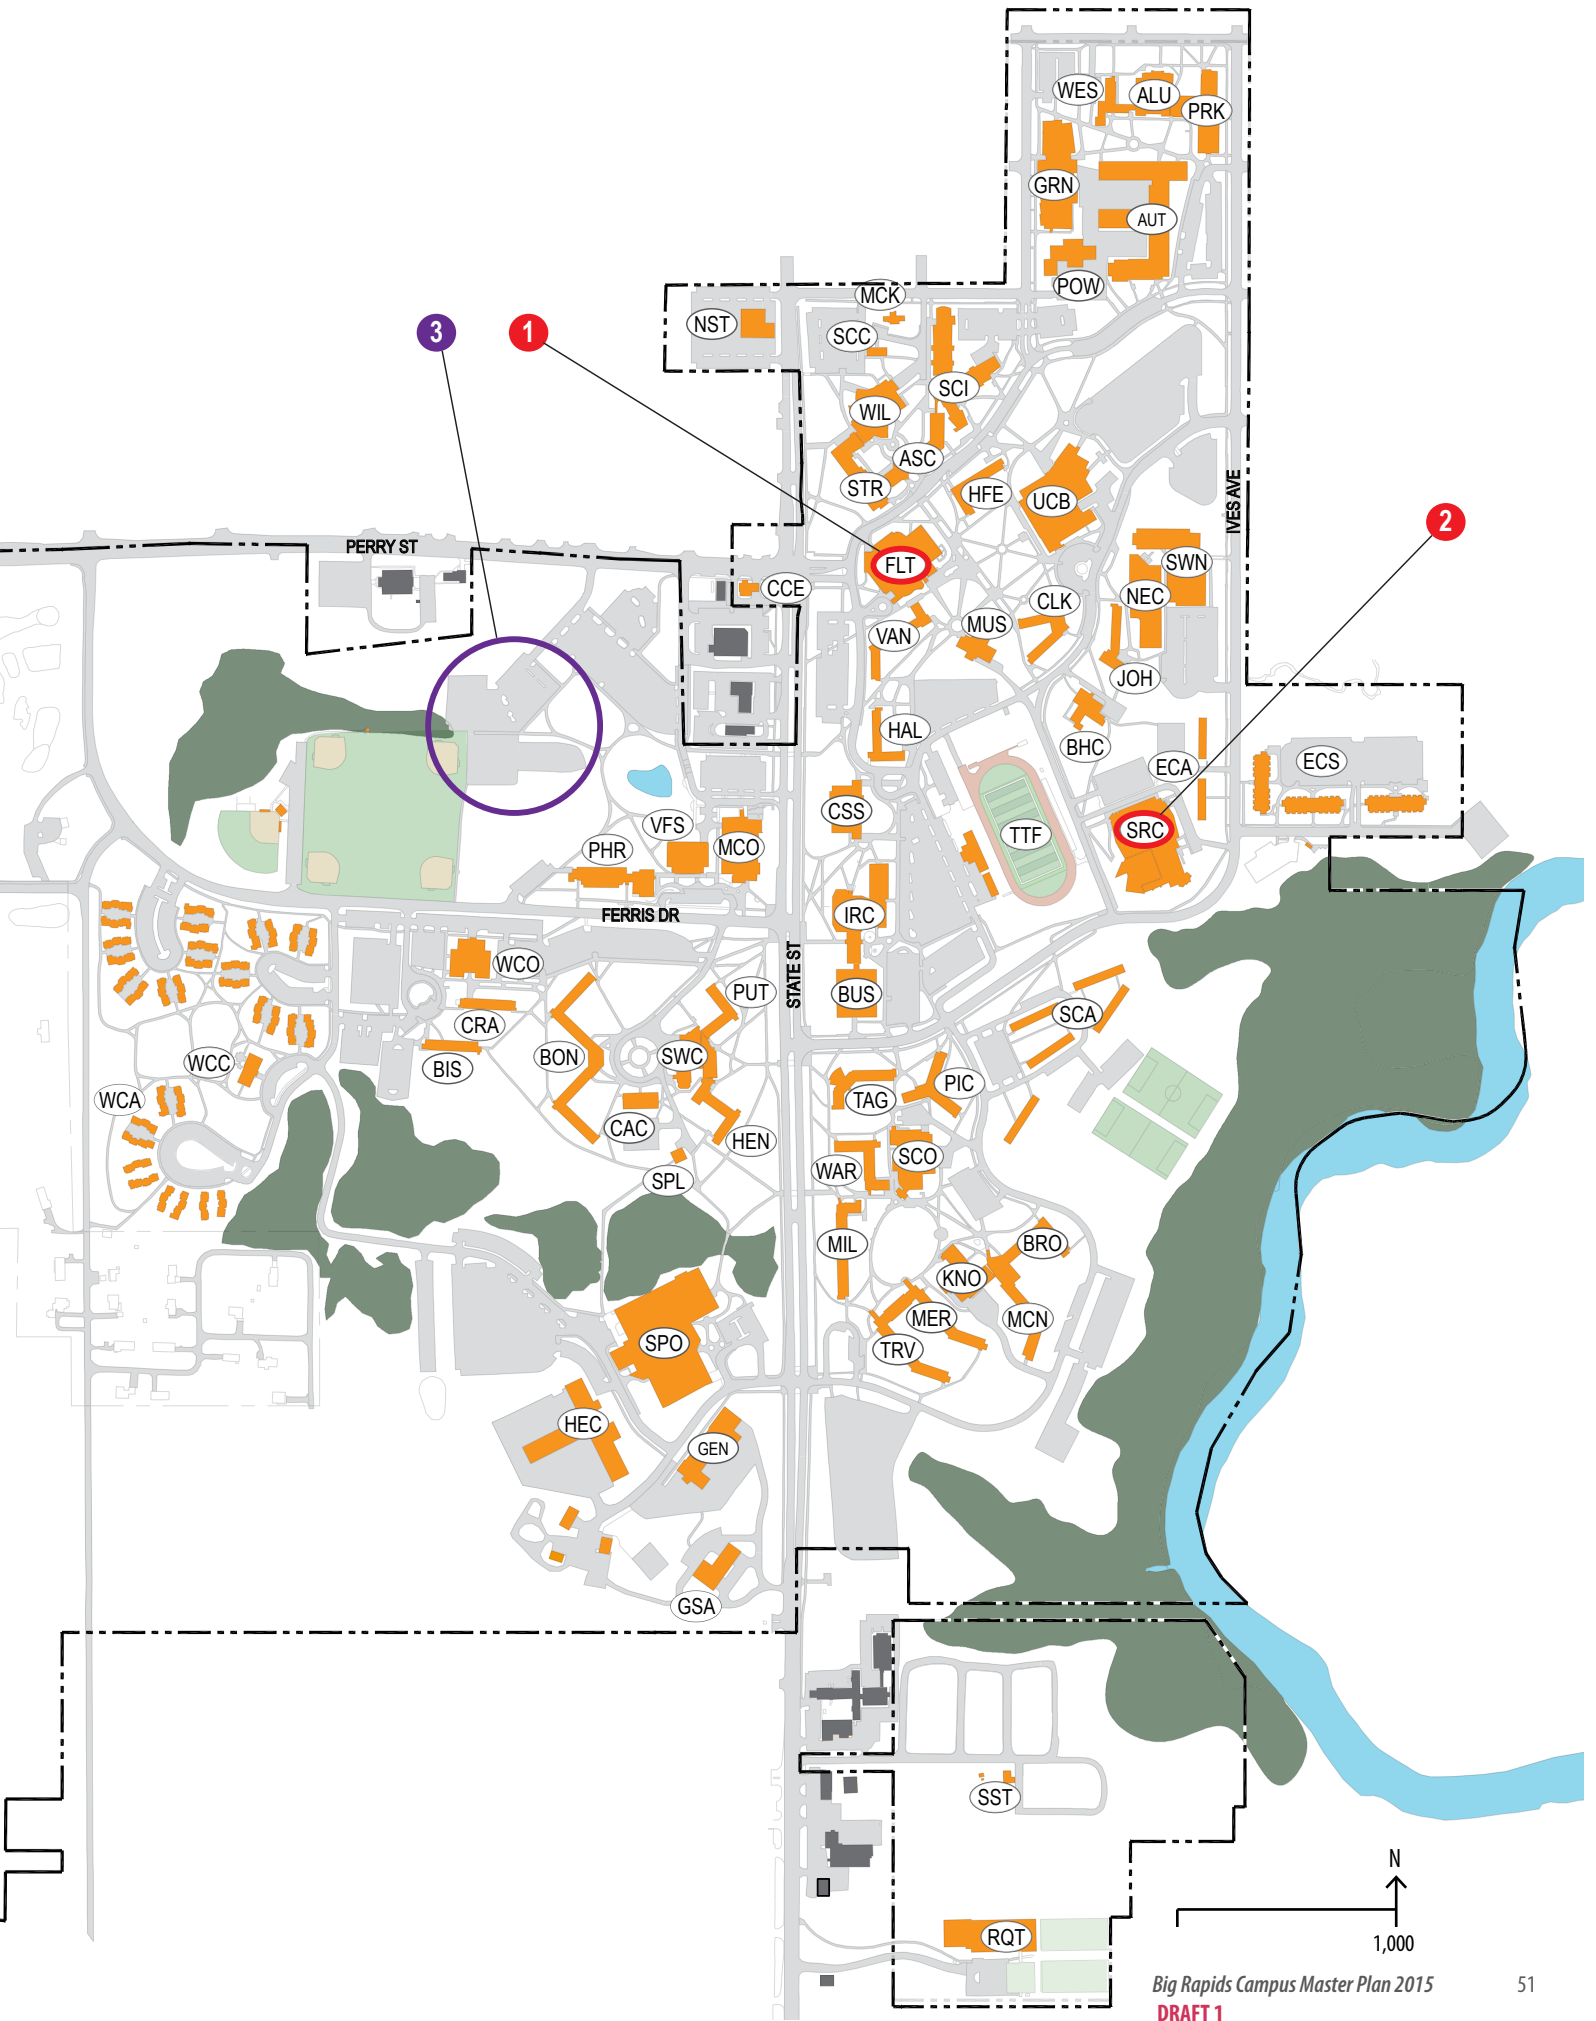 WES
ALU
PRK
GRN
AUT
POW
MCK
NST
SCC
3
1
SCI
WIL
ASC
STR
HFE
UCB
IVES AVE
2
PERRY ST
FLT
SWN
CCE
NEC
CLK
VAN
MUS
JOH
HAL
BHC
ECA
ECS
CSS
VFS
MCO
TTF
SRC
PHR
FERRIS DR
IRC
STATE ST
WCO
PUT
BUS
CRA
SCA
BIS
BON
SWC
WCC
PIC
WCA
TAG
CAC
HEN
SCO
WAR
SPL
MIL
BRO
KNO
MER
MCN
SPO
TRV
HEC
GEN
GSA
SST
N
RQT
1,000
Big Rapids Campus Master Plan 2015
51
DRAFT 1